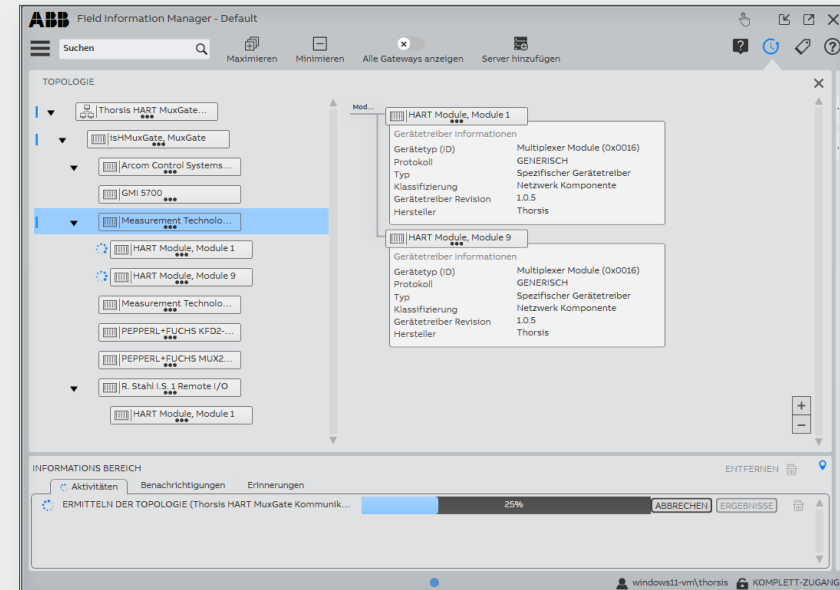 ABB Field Information Manager - Default
Suchen
Maximieren Minimieren Alle Gateways anzeigen Server hinzufügen
TOPOLOGIE
Thorsis HART MuxGate...
isHMuxGate, MuxGate
Arcom Control Systems...
GMI 5700
Measurement Technolo...
HART Module, Module 1
HART Module, Module 9
Measurement Technolo...
PEPPERL+FUCHS KFD2-...
PEPPERL+FUCHS MUX2...
R. Stahl I.S. 1 Remote I/O
HART Module, Module 1
Mod...
HART Module, Module 1
Gerätetreiber Informationen
Gerätetyp (ID) Multiplexer Module (0x0016)
Protokoll GENERISCH
Typ Spezifischer Gerätetreiber
Klassifizierung Netzwerk Komponente
Gerätetreiber Revision 1.0.5
Hersteller Thorsis
HART Module, Module 9
Gerätetreiber Informationen
Gerätetyp (ID) Multiplexer Module (0x0016)
Protokoll GENERISCH
Typ Spezifischer Gerätetreiber
Klassifizierung Netzwerk Komponente
Gerätetreiber Revision 1.0.5
Hersteller Thorsis
INFORMATIONS BEREICH ENTFERNEN
Aktivitäten Benachrichtigungen Erinnerungen
ERMITTELN DER TOPOLOGIE (Thorsis HART MuxGate Kommunik... 25% ABBRECHEN ERGEBNISSE
windows11-vm\thorsis KOMPLETT-ZUGANG